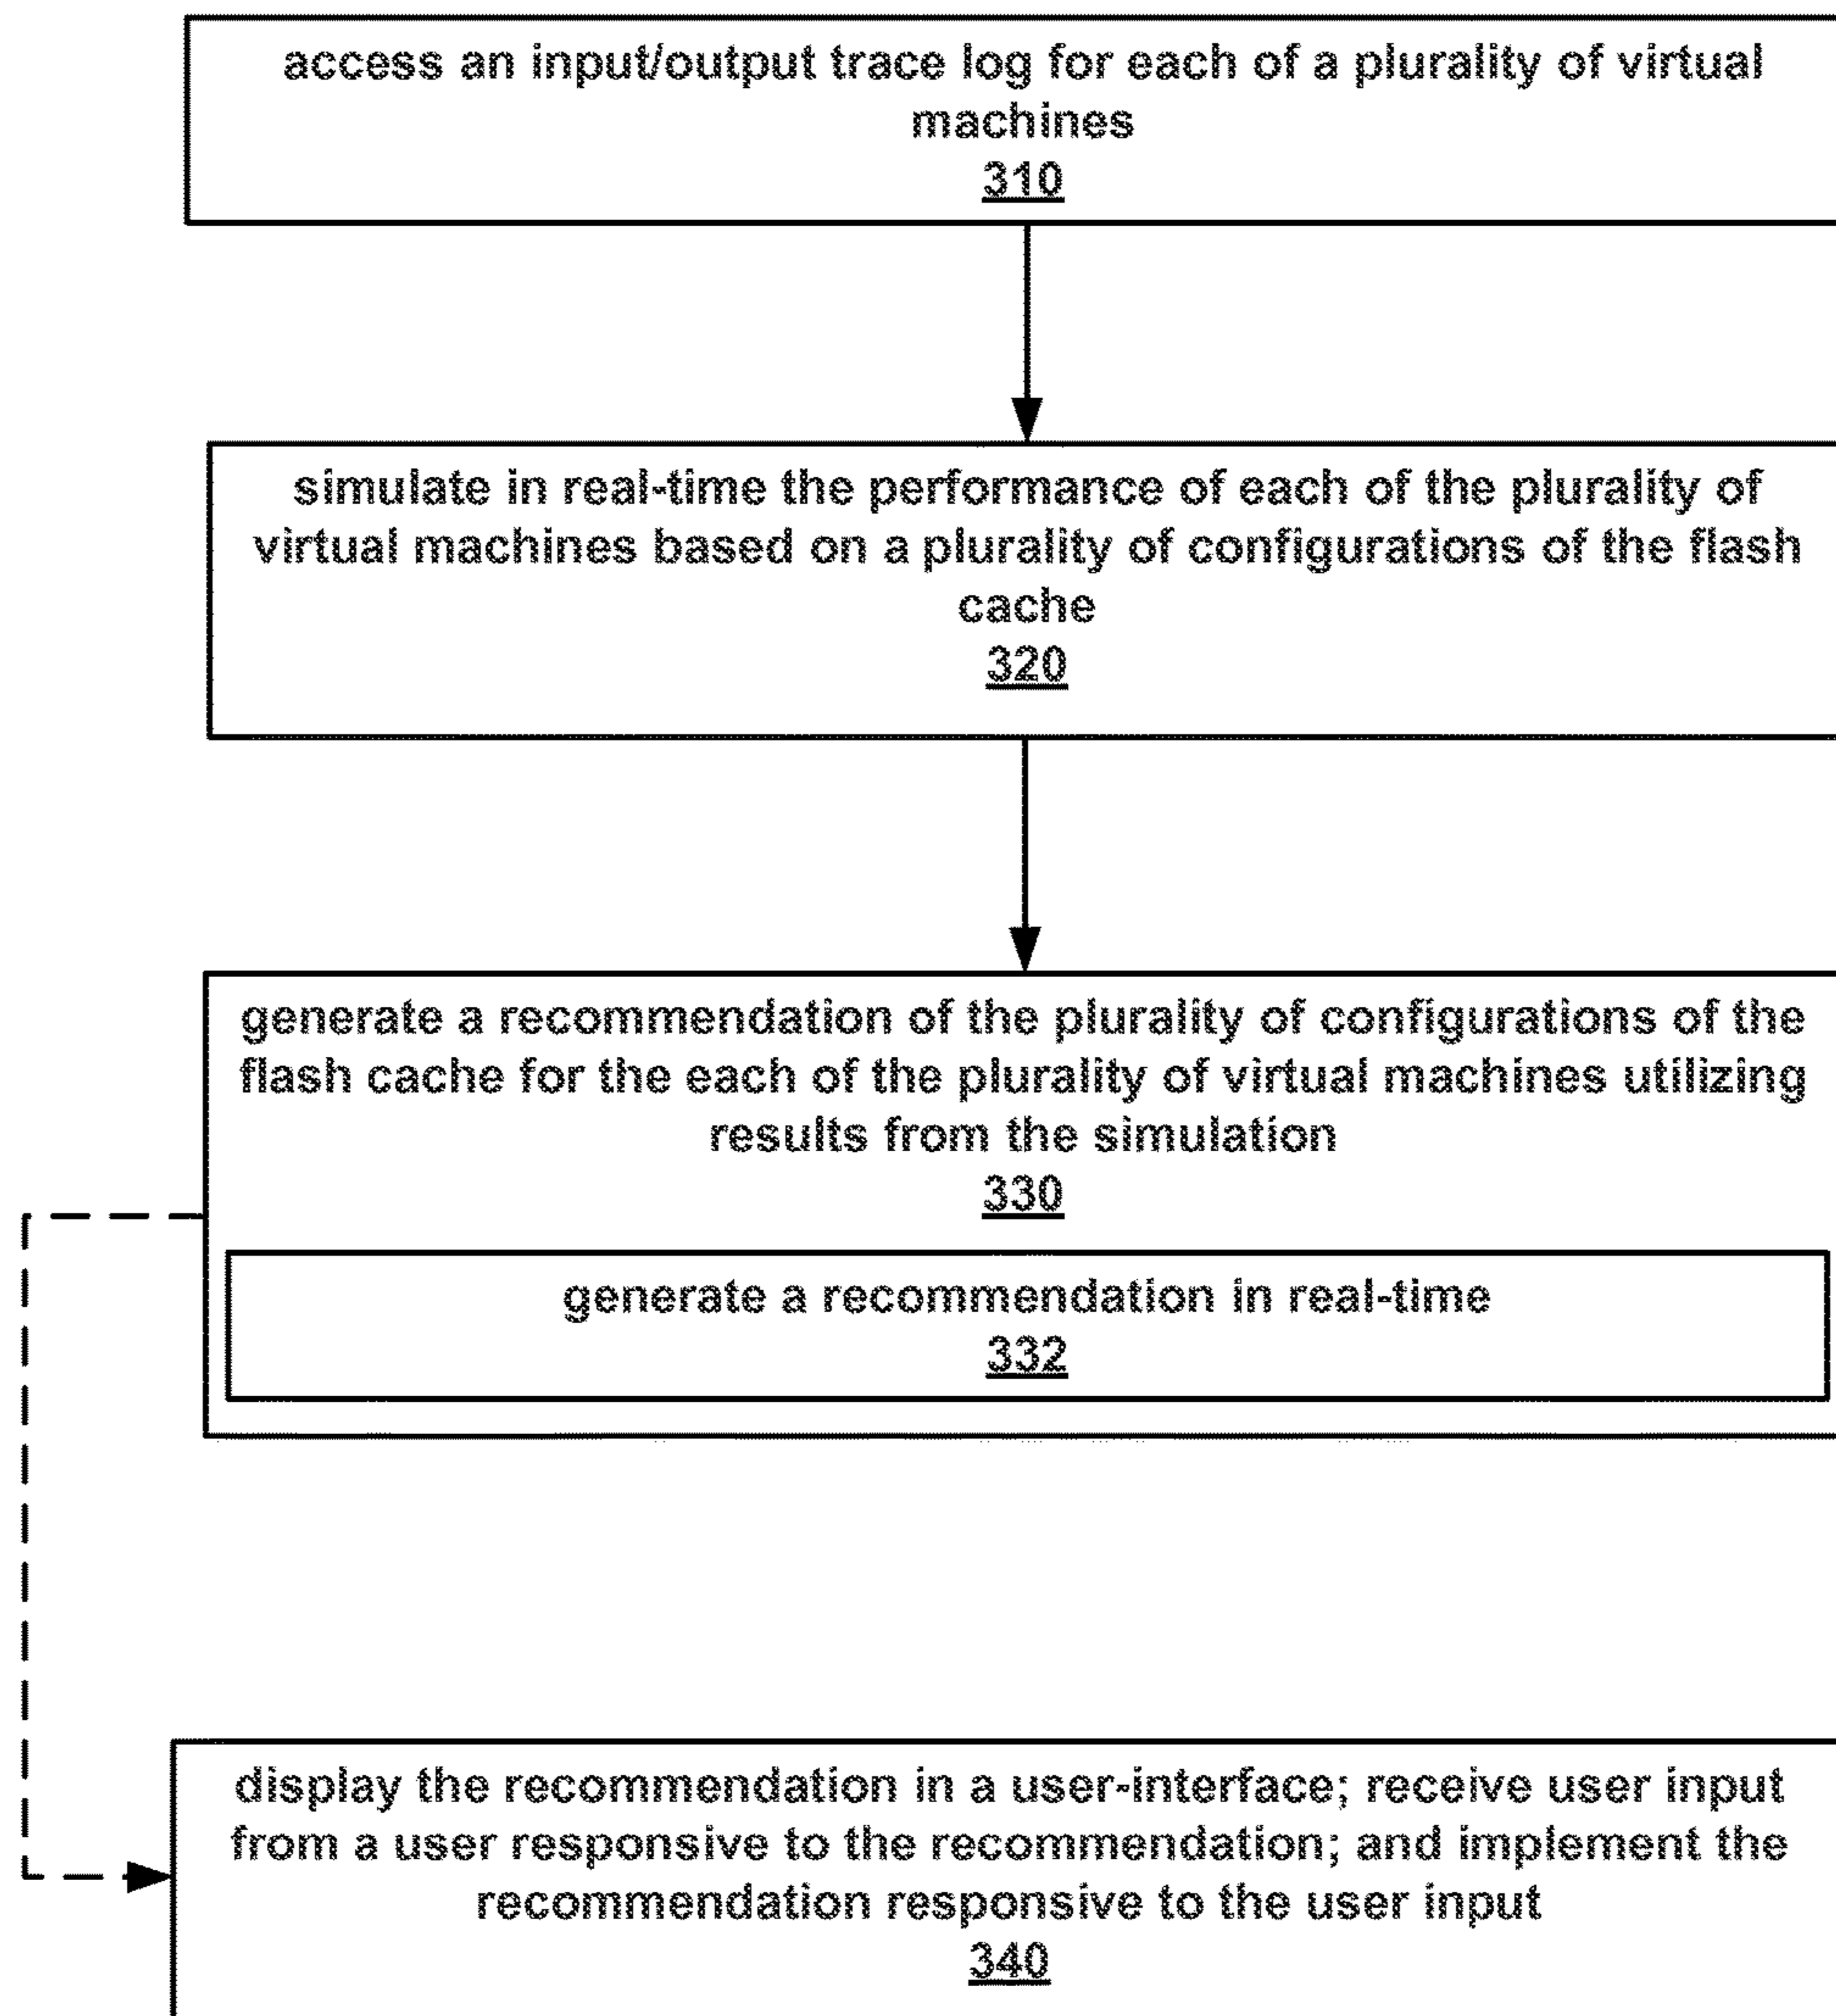 access an input/output trace log for each of a plurality of virtual
machines
310
simulate in real-time the performance of each of the plurality of
virtual machines based on a plurality of configurations of the flash
cache
320
generate a recommendation of the plurality of configurations of the
flash cache for the each of the plurality of virtual machines utilizing
results from the simulation
330
generate a recommendation in real-time
332
display the recommendation in a user-interface; receive user input
from a user responsive to the recommendation; and implement the
recommendation responsive to the user input
340